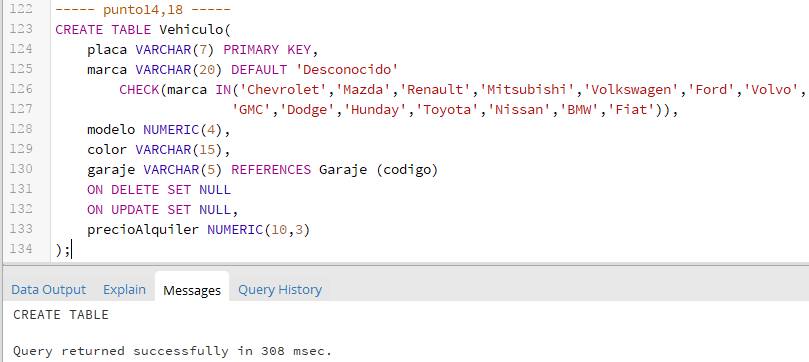 122 ----- punto14,18 -----
123 CREATE TABLE Vehiculo(
124 placa VARCHAR(7) PRIMARY KEY,
125 marca VARCHAR(20) DEFAULT 'Desconocido'
126 CHECK(marca IN('Chevrolet','Mazda','Renault','Mitsubishi','Volkswagen','Ford','Volvo',
127 'GMC','Dodge','Hunday','Toyota','Nissan','BMW','Fiat')),
128 modelo NUMERIC(4),
129 color VARCHAR(15),
130 garaje VARCHAR(5) REFERENCES Garaje (codigo)
131 ON DELETE SET NULL
132 ON UPDATE SET NULL,
133 precioAlquiler NUMERIC(10,3)
134 );
Data Output Explain Messages Query History
CREATE TABLE
Query returned successfully in 308 msec.